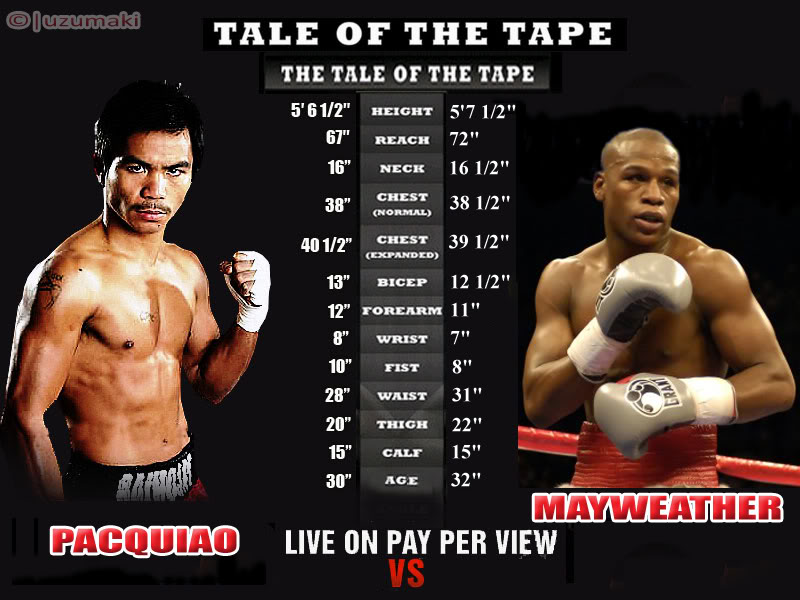 ©|uzumaki
TALE OF THE TAPE
THE TALE OF THE TAPE
5' 6 1/2" HEIGHT 5'7 1/2"
67" REACH 72"
16" NECK 16 1/2"
38" CHEST (NORMAL) 38 1/2"
40 1/2" CHEST (EXPANDED) 39 1/2"
13" BICEP 12 1/2"
12" FOREARM 11"
8" WRIST 7"
10" FIST 8"
28" WAIST 31"
20" THIGH 22"
15" CALF 15"
30" AGE 32"
GRANT
PACQUIAO
MAYWEATHER
LIVE ON PAY PER VIEW
VS